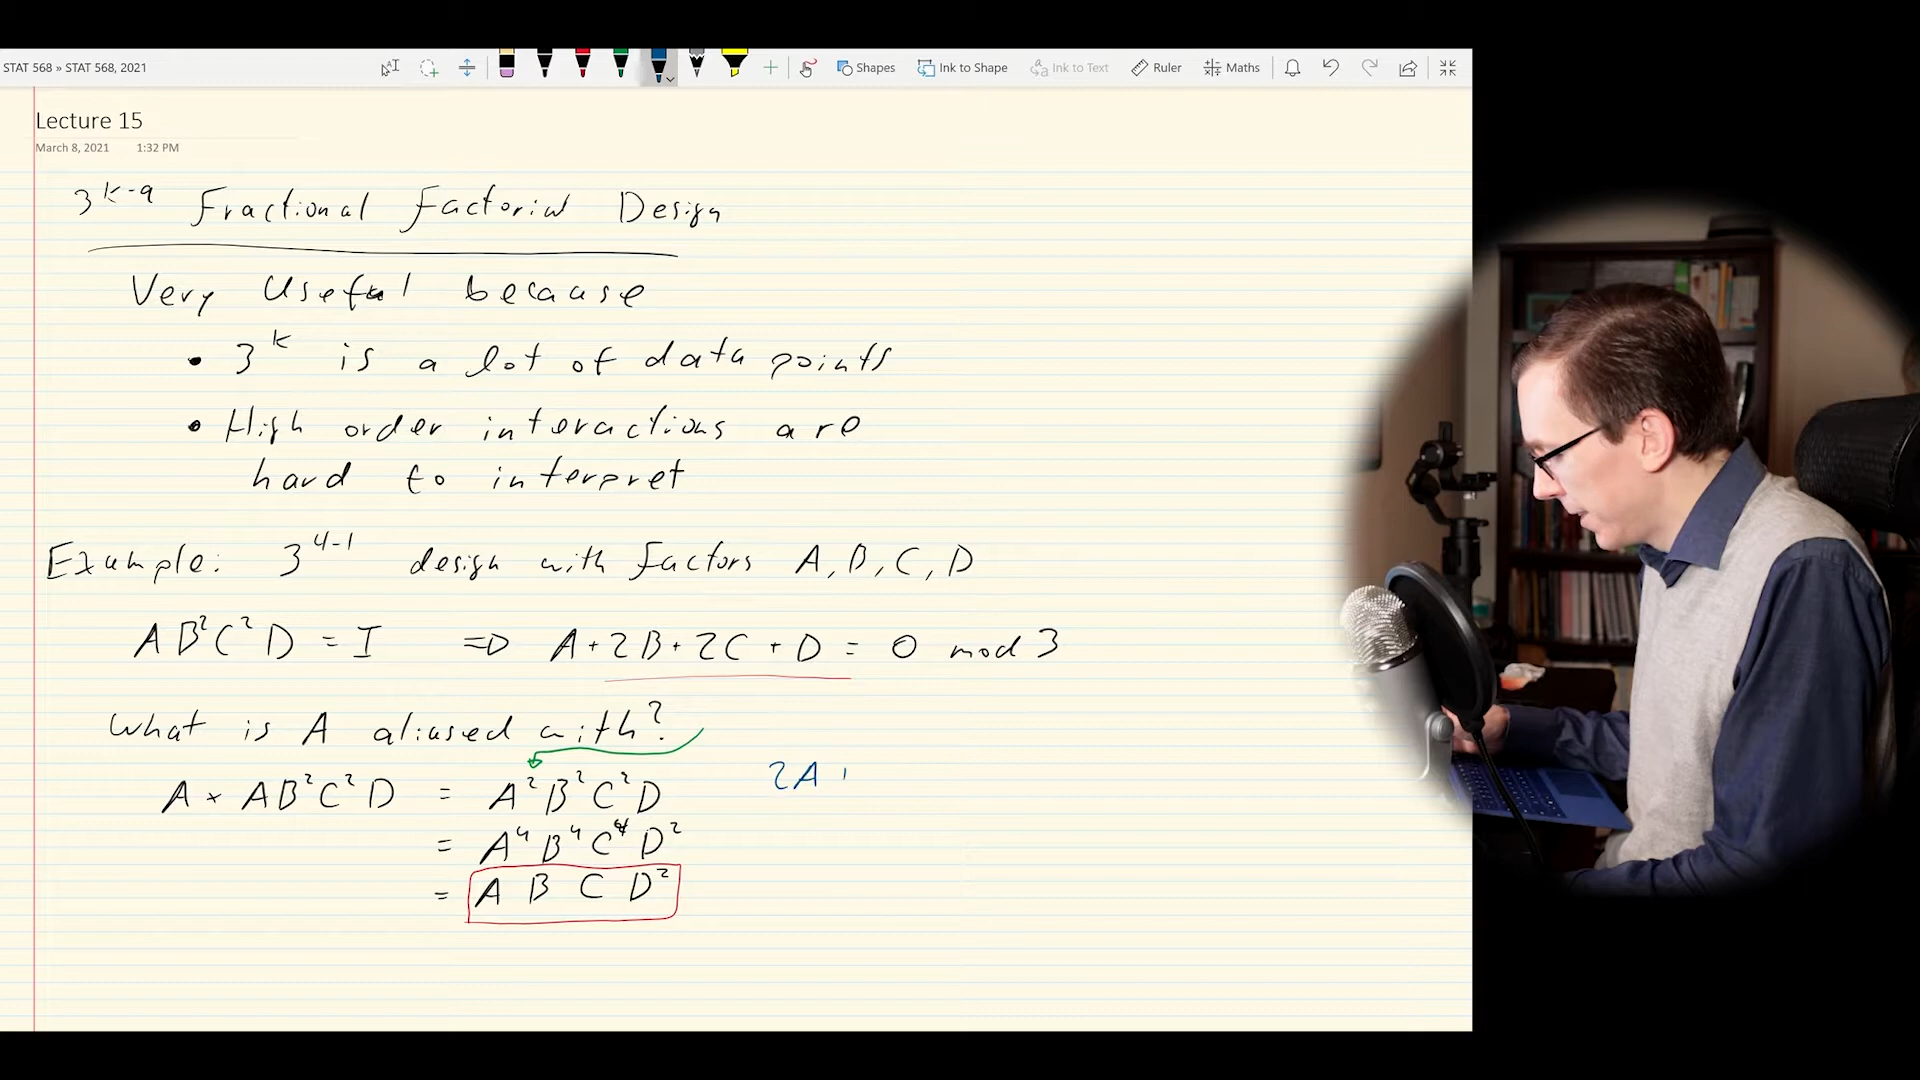 STAT 568 » STAT 568, 2021
Shapes Ink to Shape Ink to Text Ruler Maths
Lecture 15
March 8, 2021 1:32 PM
3^{k-q} Fractional Factorial Design
Very Useful because
• 3^k is a lot of data points
• High order interactions are
hard to interpret
Example: 3^{4-1} design with factors A, B, C, D
AB²C²D = I ⇒ A + 2B + 2C + D = 0 mod 3
What is A aliased with?
A × AB²C²D = A²B²C²D 2A
= A⁴B⁴C⁴D²
= A B C D²